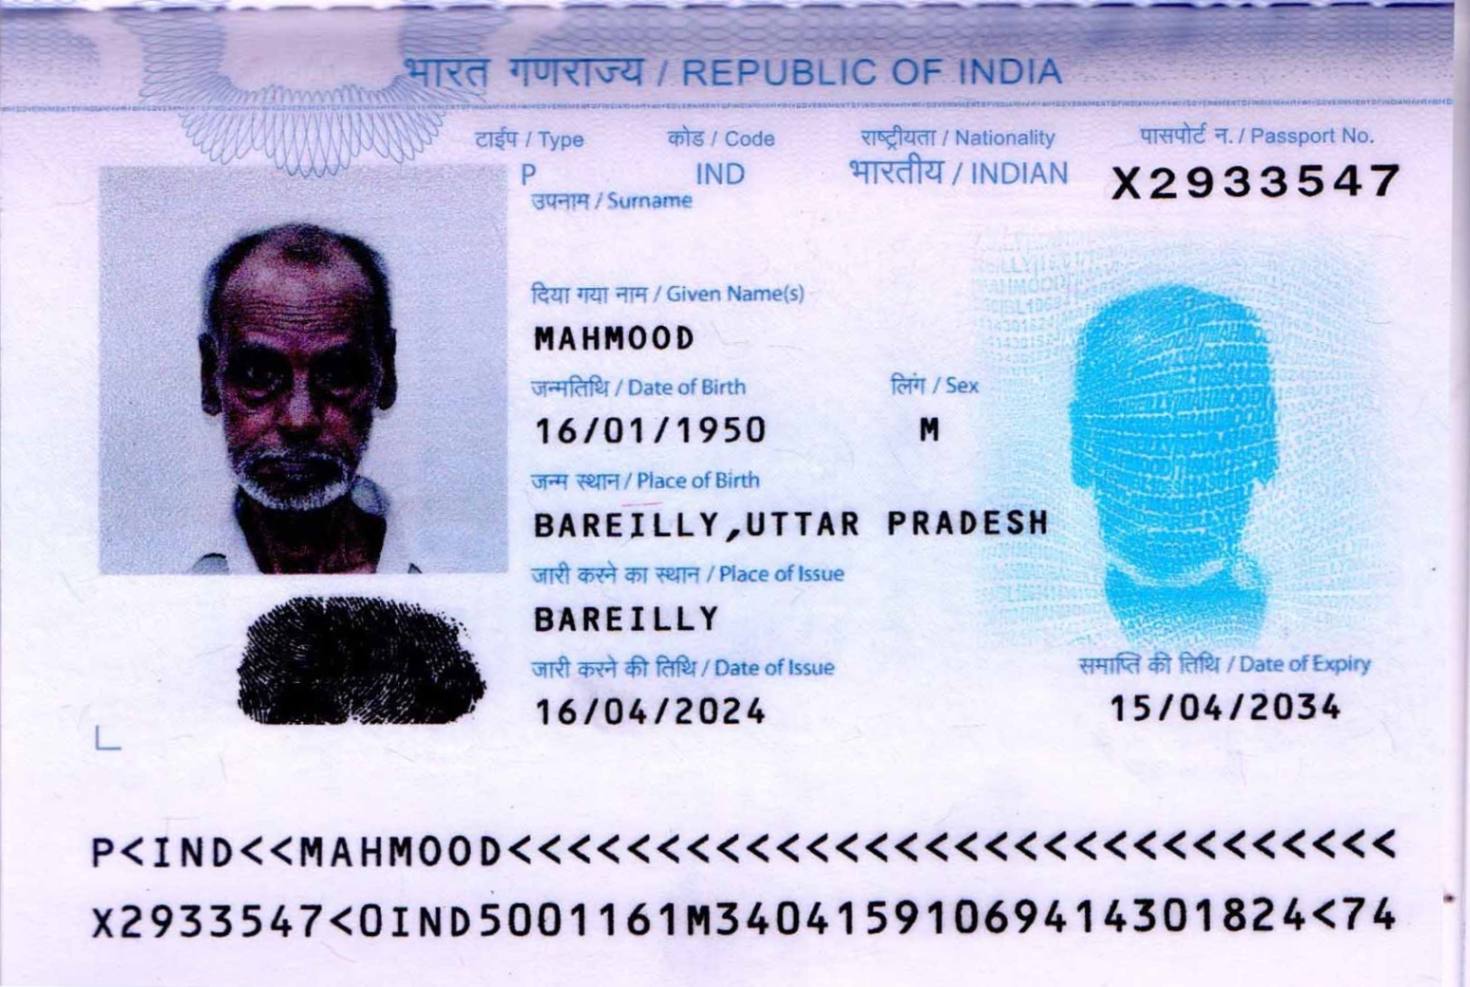 भारत गणराज्य / REPUBLIC OF INDIA
टाईप / Type कोड / Code राष्ट्रीयता / Nationality पासपोर्ट न. / Passport No.
P IND भारतीय / INDIAN X2933547
उपनाम / Surname
दिया गया नाम / Given Name(s)
MAHMOOD
जन्मतिथि / Date of Birth लिंग / Sex
16/01/1950 M
जन्म स्थान / Place of Birth
BAREILLY,UTTAR PRADESH
जारी करने का स्थान / Place of Issue
BAREILLY
जारी करने की तिथि / Date of Issue समाप्ति की तिथि / Date of Expiry
16/04/2024 15/04/2034
P<IND<<MAHMOOD<<<<<<<<<<<<<<<<<<<<<<<<<<<<<<
X2933547<0IND5001161M34041591069414301824<74